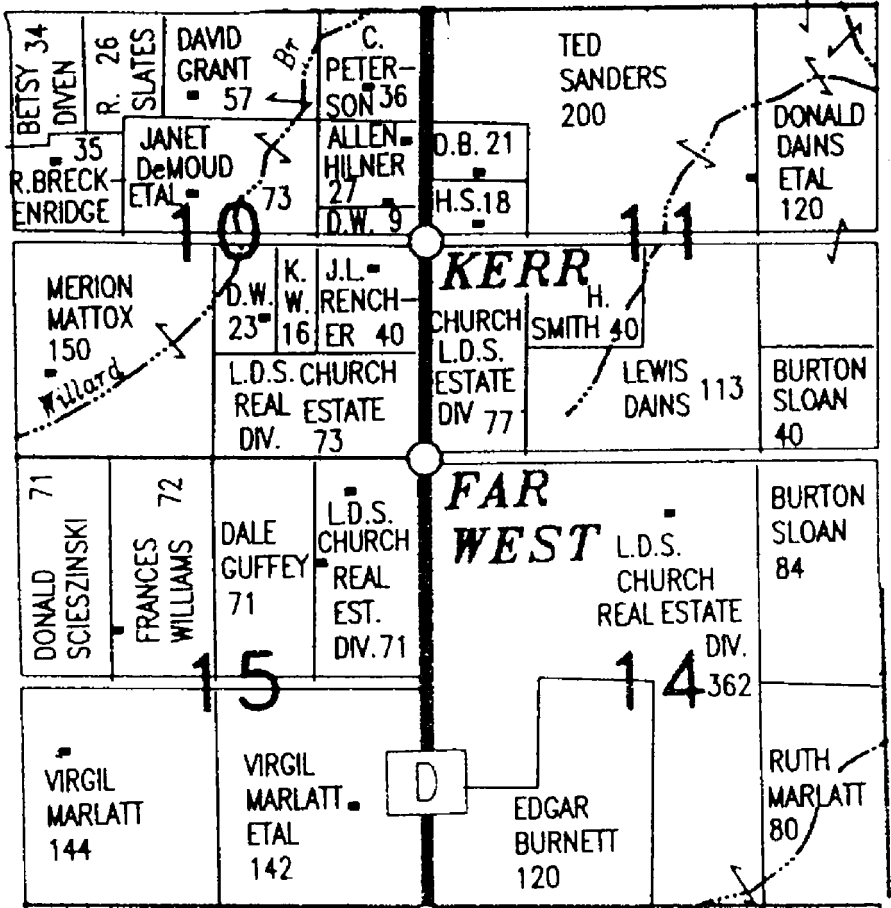 BETSY 34
DIVEN
R. 26
SLATES
DAVID
GRANT
57
Br
C.
PETER-
SON 36
TED
SANDERS
200
DONALD
DAINS
ETAL
120
35
R.BRECK-
ENRIDGE
JANET
DeMOUD
ETAL 73
ALLEN
HILNER
27
D.W. 9
D.B. 21
H.S.18
10
11
MERION
MATTOX
150
Willard
D.W.
23
K.
W.
16
J.L.
RENCH-
ER 40
L.D.S. CHURCH
REAL ESTATE
DIV. 73
KERR
CHURCH
L.D.S.
ESTATE
DIV 77
H.
SMITH 40
LEWIS
DAINS 113
BURTON
SLOAN
40
DONALD 71
SCIESZINSKI
FRANCES 72
WILLIAMS
DALE
GUFFEY
71
L.D.S.
CHURCH
REAL
EST.
DIV.71
FAR
WEST
L.D.S.
CHURCH
REAL ESTATE
DIV.
362
BURTON
SLOAN
84
15
14
VIRGIL
MARLATT
144
VIRGIL
MARLATT
ETAL
142
D
EDGAR
BURNETT
120
RUTH
MARLATT
80